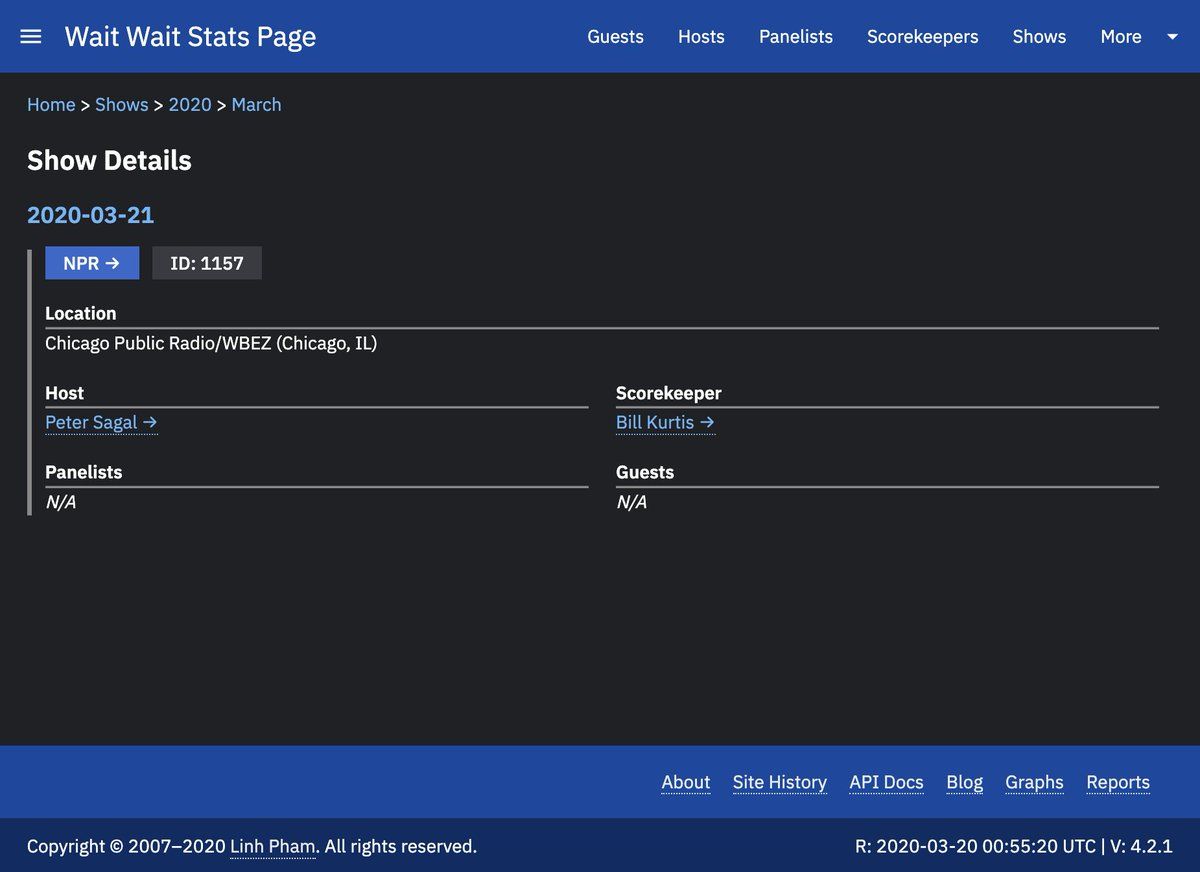 Wait Wait Stats Page Guests Hosts Panelists Scorekeepers Shows More
Home > Shows > 2020 > March
Show Details
2020-03-21
NPR → ID: 1157
Location
Chicago Public Radio/WBEZ (Chicago, IL)
Host Scorekeeper
Peter Sagal → Bill Kurtis →
Panelists Guests
N/A N/A
About Site History API Docs Blog Graphs Reports
Copyright © 2007–2020 Linh Pham. All rights reserved. R: 2020-03-20 00:55:20 UTC | V: 4.2.1